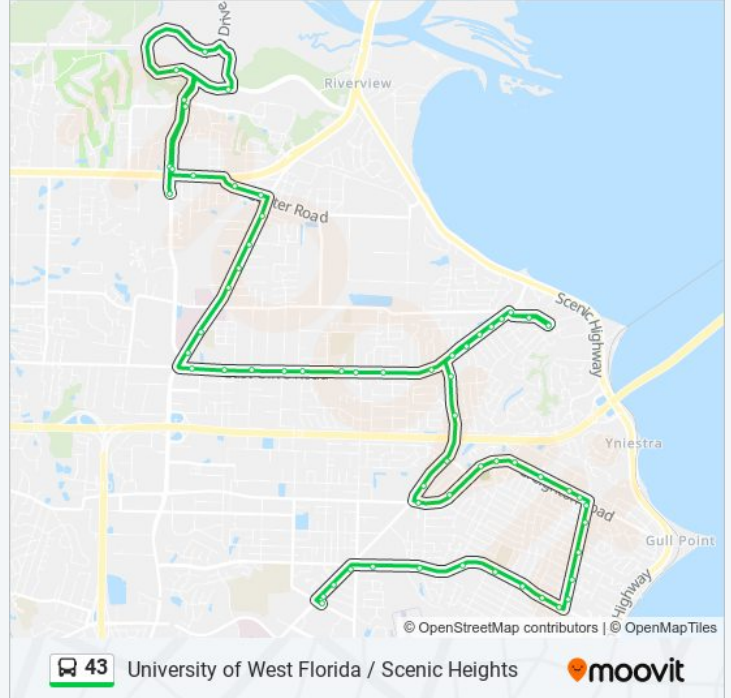 Drive
Riverview
ter Road
Scenic Highway
Yniestra
Road
Gull Point
Highway
© OpenStreetMap contributors | © OpenMapTiles
43 University of West Florida / Scenic Heights
moovit